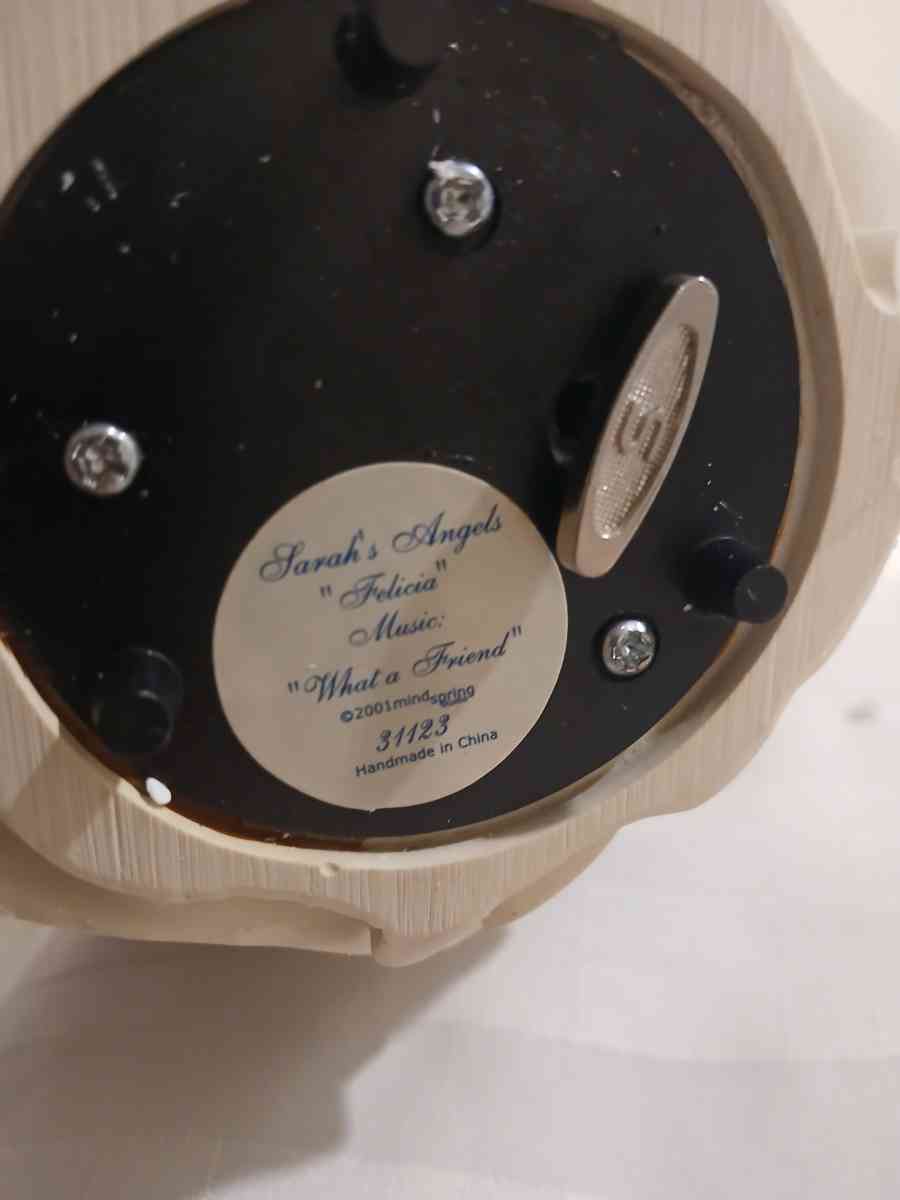 Sarah's Angels
"Felicia"
Music:
"What a Friend"
©2001mindspring
31123
Handmade in China